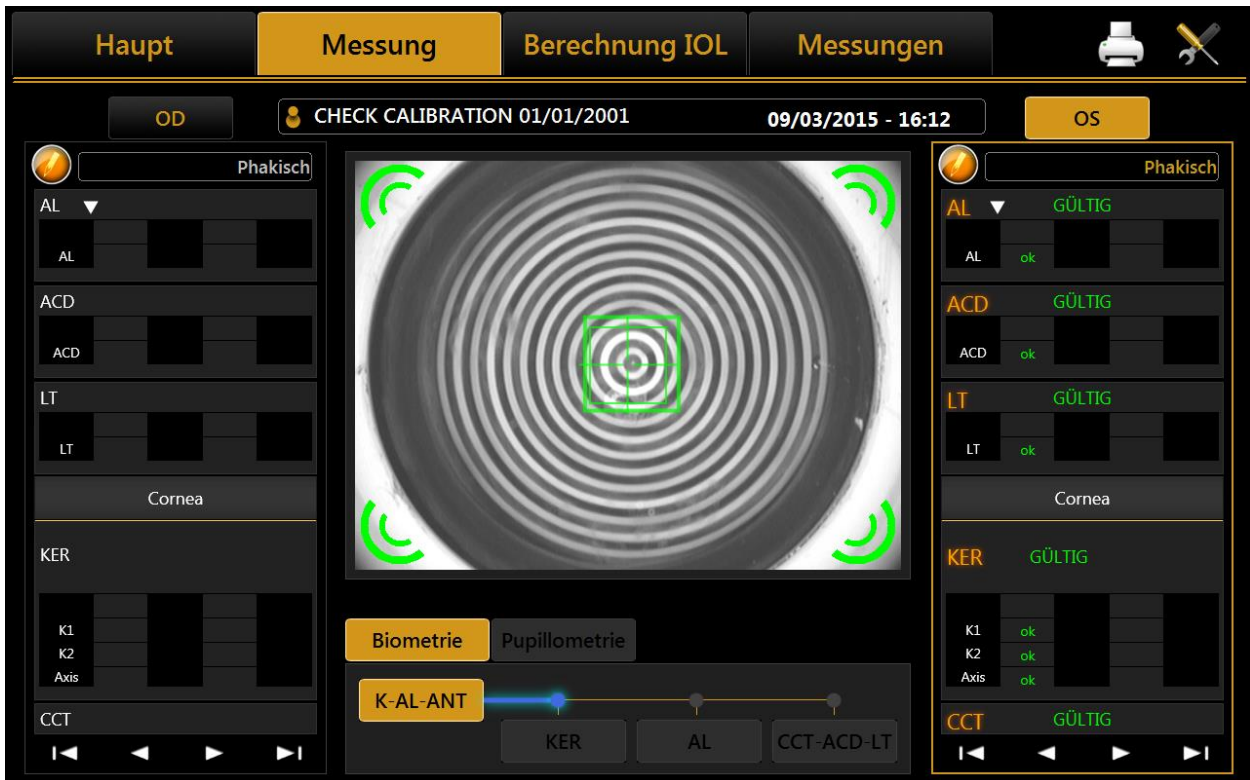 Haupt
Messung
Berechnung IOL
Messungen
OD
CHECK CALIBRATION 01/01/2001
09/03/2015 - 16:12
OS
Phakisch
AL
AL
ACD
ACD
LT
LT
Cornea
KER
K1
K2
Axis
CCT
Biometrie
Pupillometrie
K-AL-ANT
KER
AL
CCT-ACD-LT
Phakisch
AL GÜLTIG
AL ok
ACD GÜLTIG
ACD ok
LT GÜLTIG
LT ok
Cornea
KER GÜLTIG
K1 ok
K2 ok
Axis ok
CCT GÜLTIG